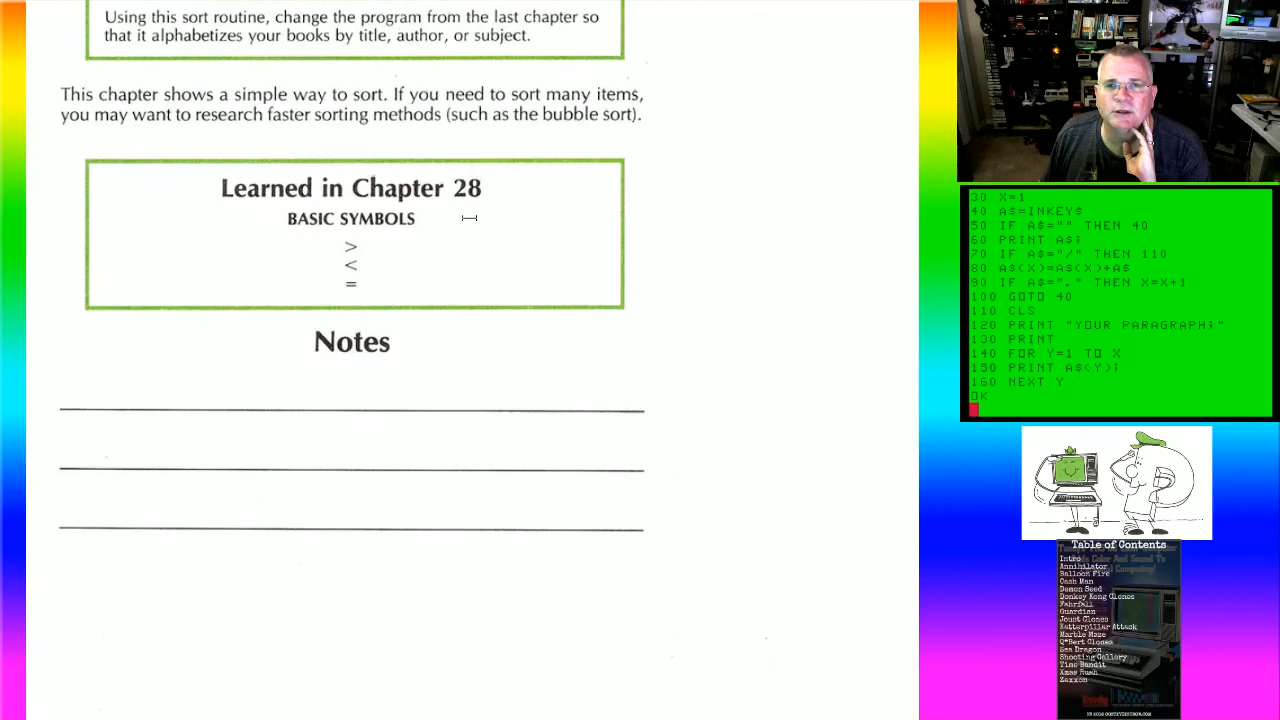 Using this sort routine, change the program from the last chapter so
that it alphabetizes your books by title, author, or subject.
This chapter shows a simple way to sort. If you need to sort many items,
you may want to research faster sorting methods (such as the bubble sort).
Learned in Chapter 28
BASIC SYMBOLS
>
<
=
Notes
30 X=1
40 A$=INKEY$
50 IF A$="" THEN 40
60 PRINT A$;
70 IF A$="/" THEN 110
80 A$(X)=A$(X)+A$
90 IF A$="." THEN X=X+1
100 GOTO 40
110 CLS
120 PRINT "YOUR PARAGRAPH;"
130 PRINT
140 FOR Y=1 TO X
150 PRINT A$(Y);
160 NEXT Y
OK
Table of Contents
Intro
Annihilator
Balloon Fire
Cash Man
Demon Seed
Donkey Kong Clones
Fahrfall
Guardian
Joust Clones
Katterpillar Attack
Marble Maze
Q*Bert Clones
Sea Dragon
Shooting Gallery
Time Bandit
Xmas Rush
Zaxxon